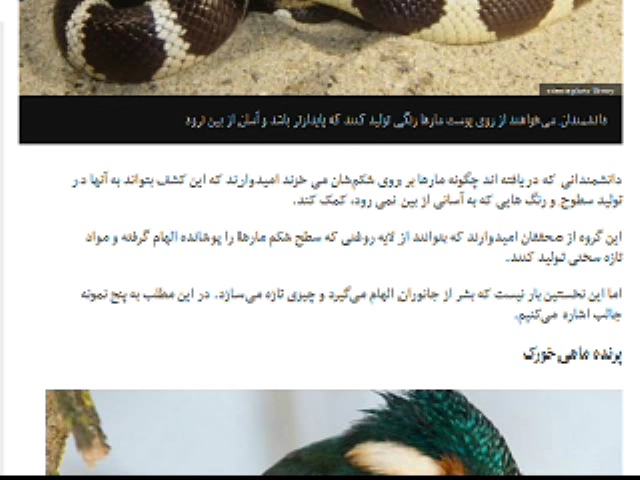 دانشمندان می‌خواهند از روی پوست مارها رنگی تولید کنند که پایدارتر باشد و آسان از بین نرود
دانشمندانی که دریافته اند چگونه مارها بر روی شکم‌شان می خزند امیدوارند که این کشف بتواند به آنها در
تولید سطوح و رنگ هایی که به آسانی از بین نمی رود، کمک کند.
این گروه از محققان امیدوارند که بتوانند از لایه روغنی که سطح شکم مارها را پوشانده الهام گرفته و مواد
تازه سختی تولید کنند.
اما این نخستین بار نیست که بشر از جانوران الهام می‌گیرد و چیزی تازه می‌سازد. در این مطلب به پنج نمونه
جالب اشاره می‌کنیم.
پرنده ماهی‌خورک